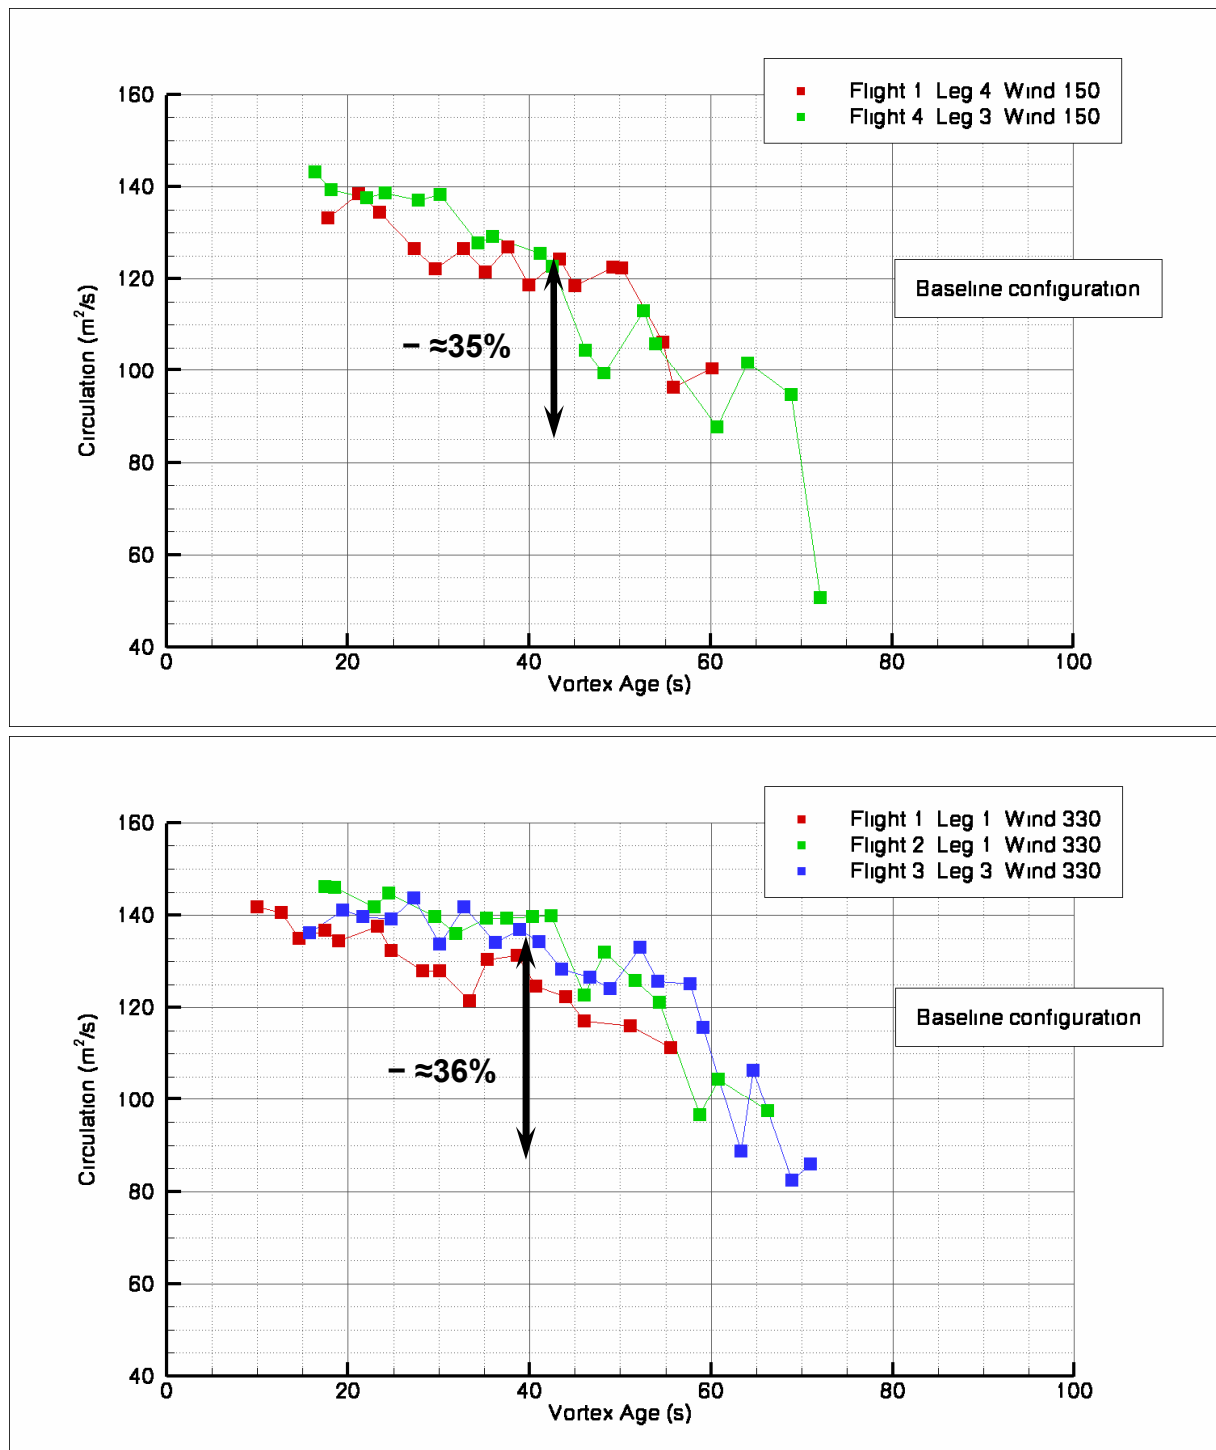 Flight 1 Leg 4 Wind 150
Flight 4 Leg 3 Wind 150
160
140
120
100
80
60
40
Circulation (m²/s)
Baseline configuration
− ≈35%
0 20 40 60 80 100
Vortex Age (s)
Flight 1 Leg 1 Wind 330
Flight 2 Leg 1 Wind 330
Flight 3 Leg 3 Wind 330
160
140
120
100
80
60
40
Circulation (m²/s)
Baseline configuration
− ≈36%
0 20 40 60 80 100
Vortex Age (s)